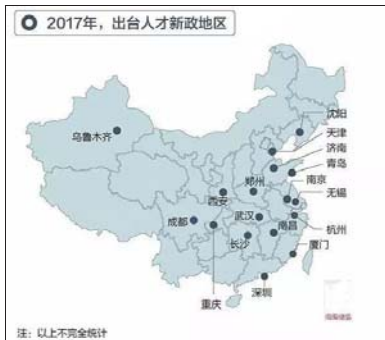 2017年，出台人才新政地区
沈阳
乌鲁木齐
天津
济南
青岛
郑州
南京
西安
无锡
成都
武汉
南昌
杭州
长沙
厦门
重庆
深圳
注：以上不完全统计